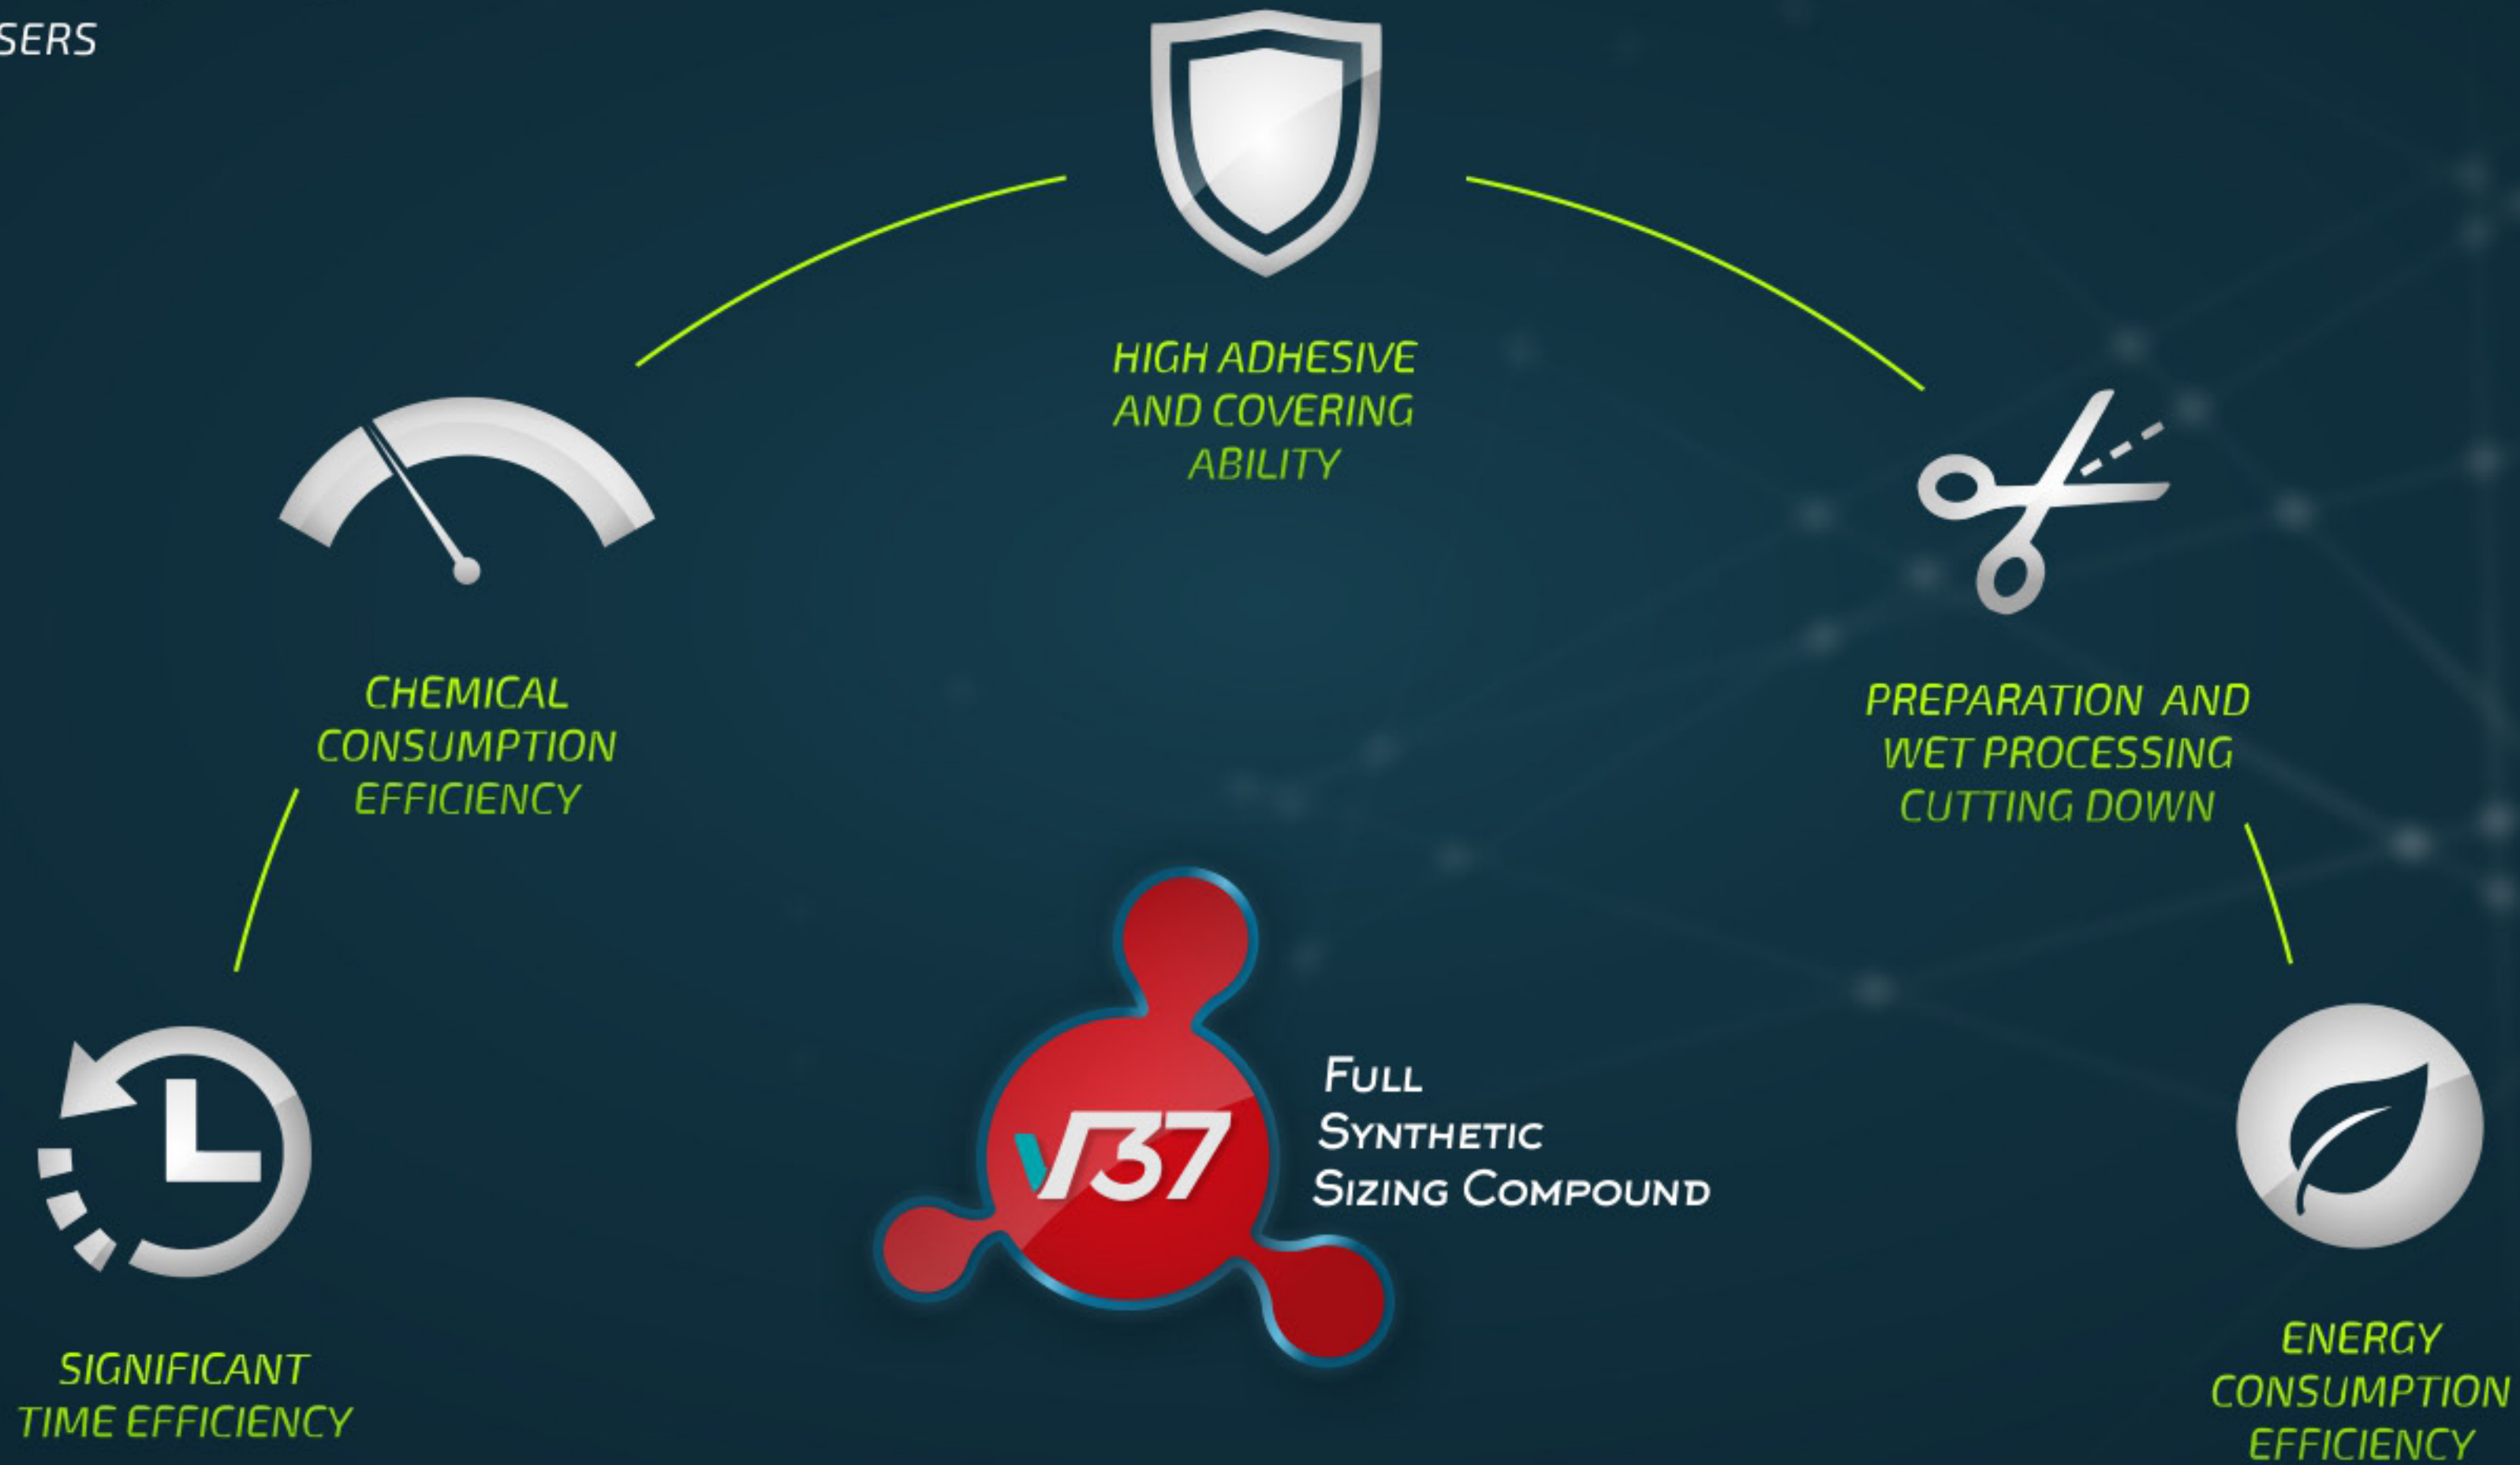 SERS
HIGH ADHESIVE
AND COVERING
ABILITY
CHEMICAL
CONSUMPTION
EFFICIENCY
PREPARATION AND
WET PROCESSING
CUTTING DOWN
SIGNIFICANT
TIME EFFICIENCY
V37
FULL
SYNTHETIC
SIZING COMPOUND
ENERGY
CONSUMPTION
EFFICIENCY